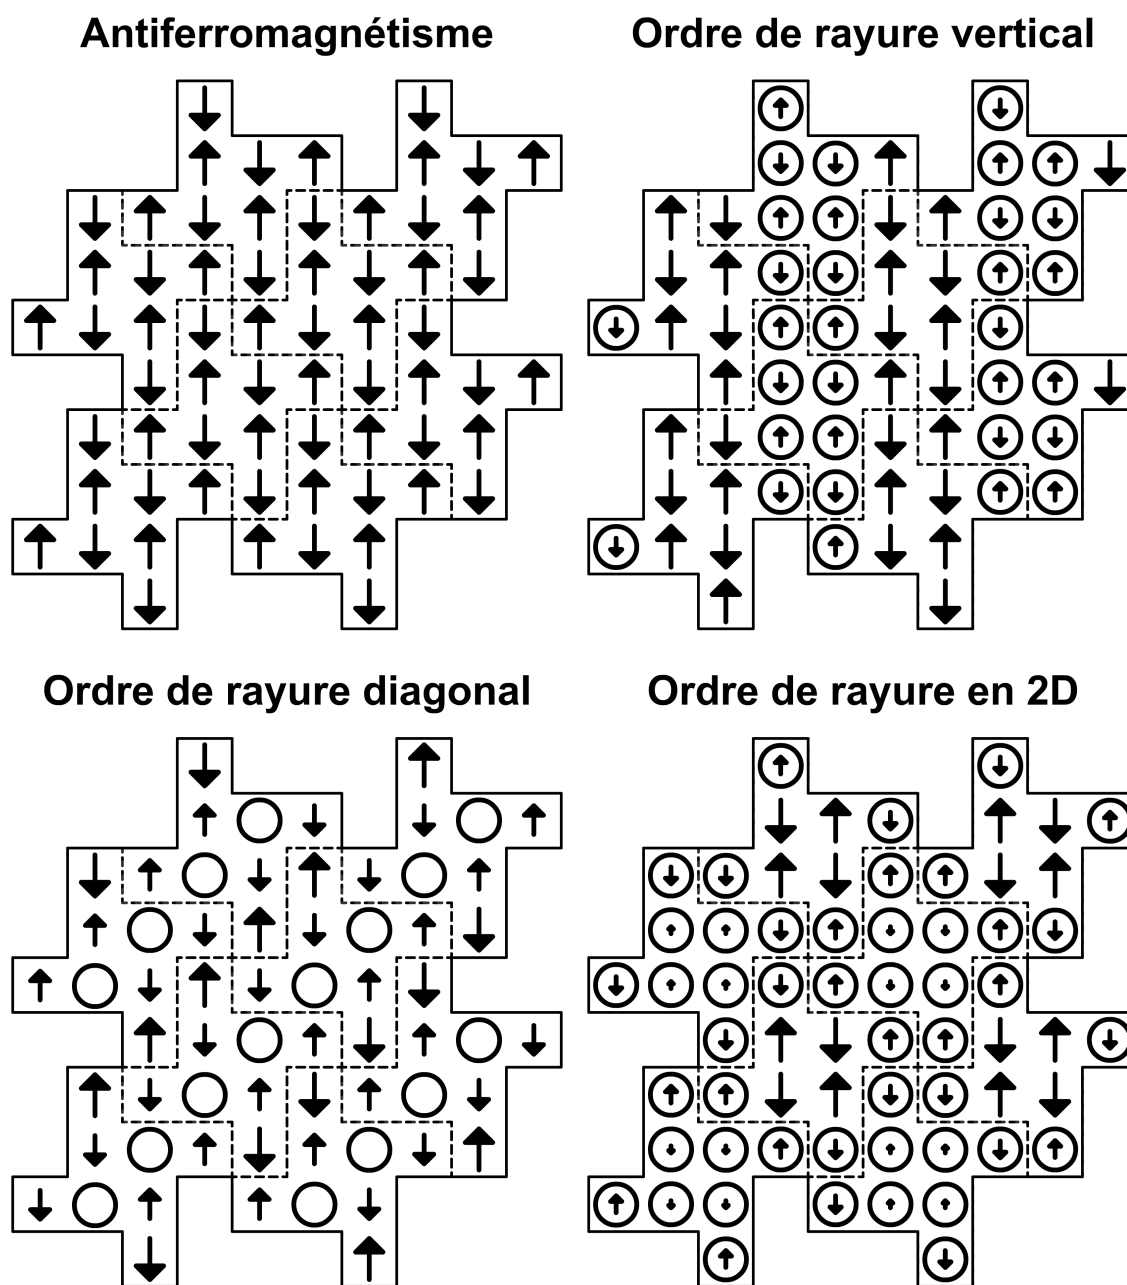 Antiferromagnétisme
Ordre de rayure vertical
Ordre de rayure diagonal
Ordre de rayure en 2D